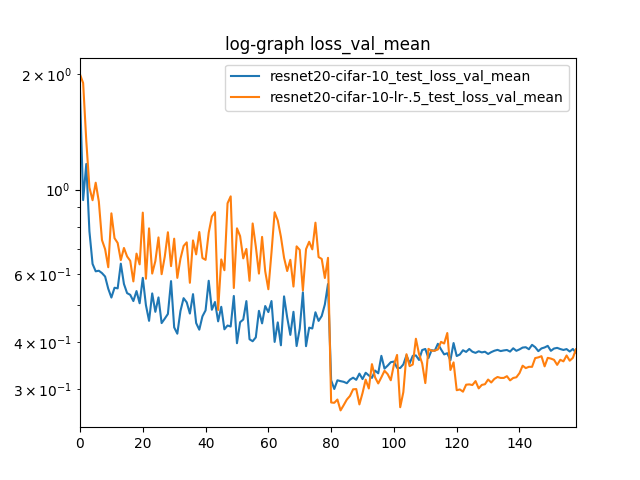 log-graph loss_val_mean
resnet20-cifar-10_test_loss_val_mean
resnet20-cifar-10-lr-.5_test_loss_val_mean
2 × 10⁰
10⁰
6 × 10⁻¹
4 × 10⁻¹
3 × 10⁻¹
0 20 40 60 80 100 120 140